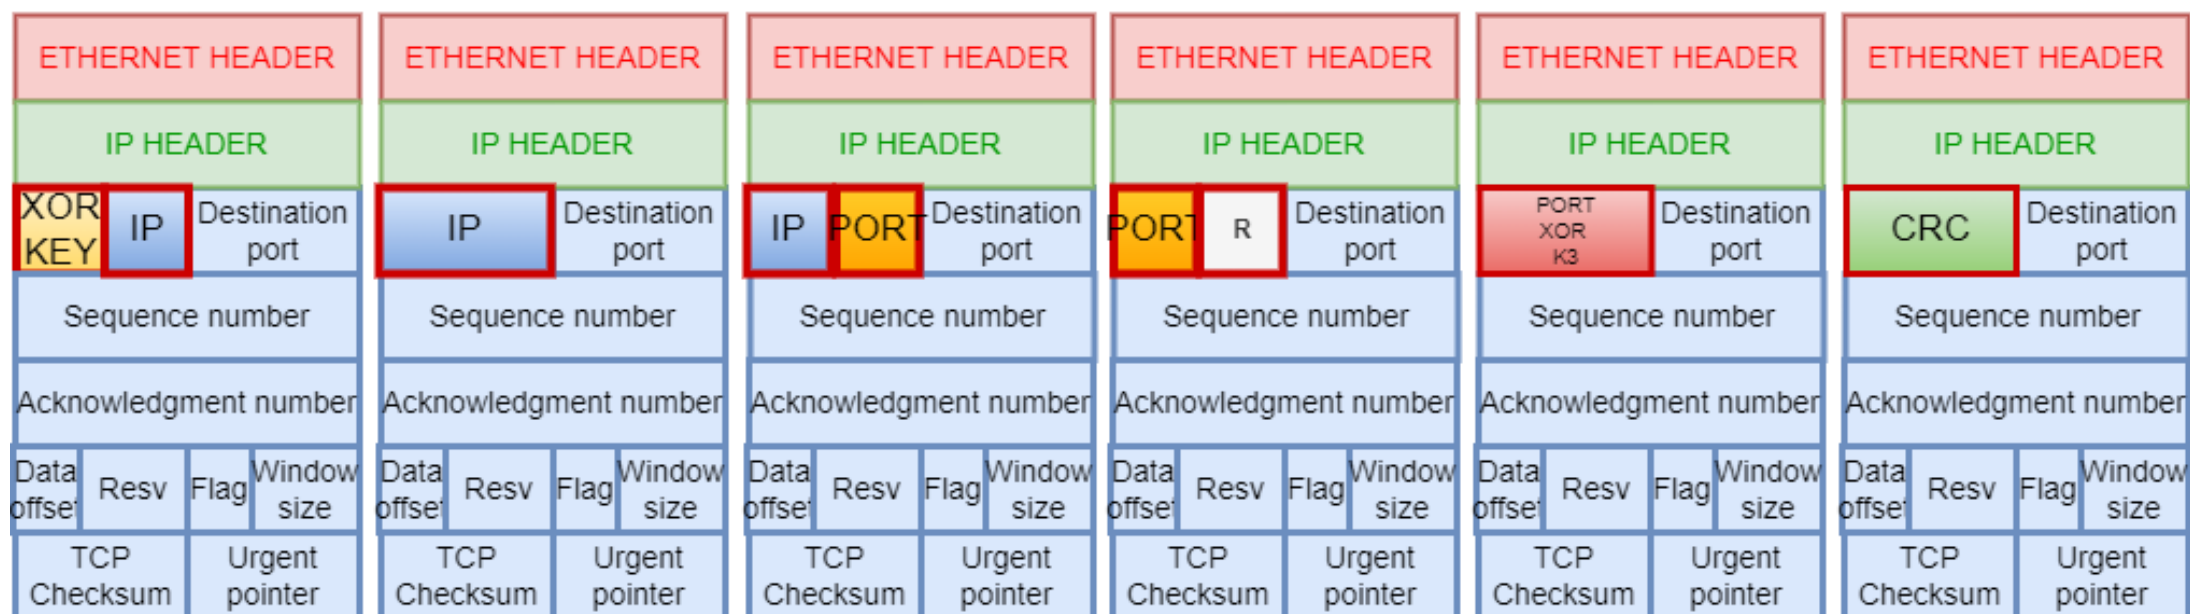 ETHERNET HEADER
IP HEADER
XOR
KEY
IP
Destination
port
Sequence number
Acknowledgment number
Data
offset
Resv
Flag
Window
size
TCP
Checksum
Urgent
pointer
ETHERNET HEADER
IP HEADER
IP
Destination
port
Sequence number
Acknowledgment number
Data
offset
Resv
Flag
Window
size
TCP
Checksum
Urgent
pointer
ETHERNET HEADER
IP HEADER
IP
PORT
Destination
port
Sequence number
Acknowledgment number
Data
offset
Resv
Flag
Window
size
TCP
Checksum
Urgent
pointer
ETHERNET HEADER
IP HEADER
PORT
R
Destination
port
Sequence number
Acknowledgment number
Data
offset
Resv
Flag
Window
size
TCP
Checksum
Urgent
pointer
ETHERNET HEADER
IP HEADER
PORT
XOR
K3
Destination
port
Sequence number
Acknowledgment number
Data
offset
Resv
Flag
Window
size
TCP
Checksum
Urgent
pointer
ETHERNET HEADER
IP HEADER
CRC
Destination
port
Sequence number
Acknowledgment number
Data
offset
Resv
Flag
Window
size
TCP
Checksum
Urgent
pointer